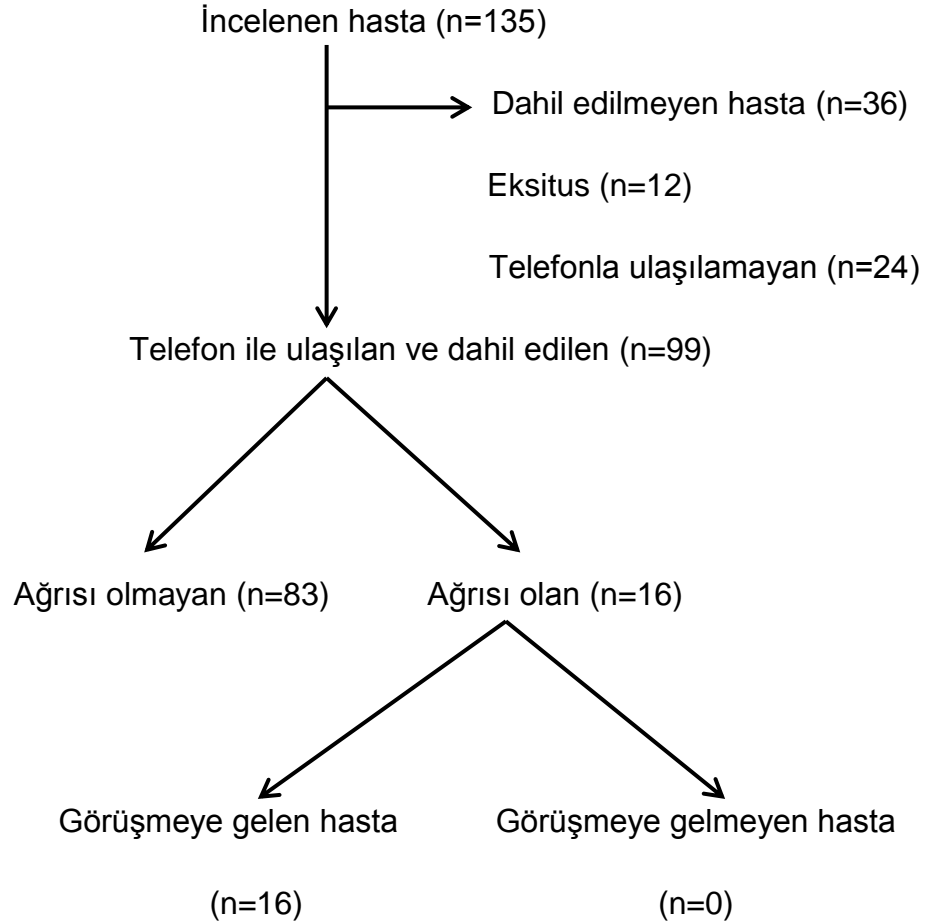 İncelenen hasta (n=135)
Dahil edilmeyen hasta (n=36)
Eksitus (n=12)
Telefonla ulaşılamayan (n=24)
Telefon ile ulaşılan ve dahil edilen (n=99)
Ağrısı olmayan (n=83)
Ağrısı olan (n=16)
Görüşmeye gelen hasta
(n=16)
Görüşmeye gelmeyen hasta
(n=0)